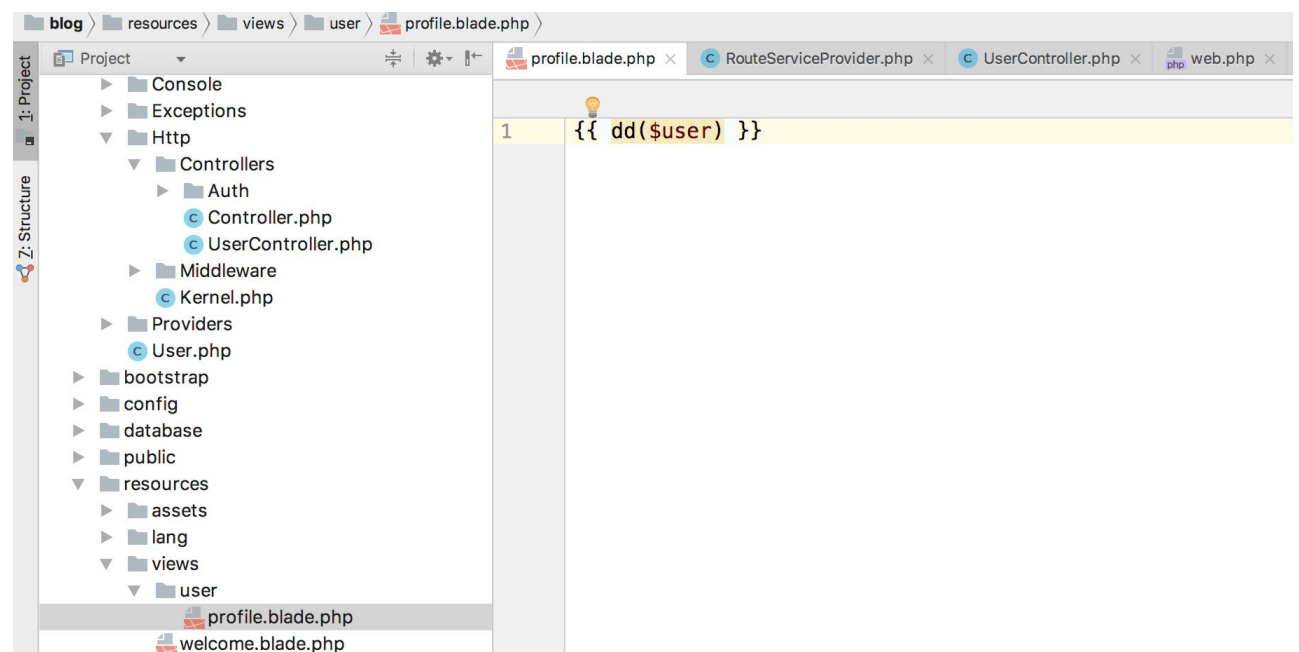 blog resources views user profile.blade.php
1: Project
Z: Structure
Project
Console
Exceptions
Http
Controllers
Auth
C Controller.php
C UserController.php
Middleware
C Kernel.php
Providers
C User.php
bootstrap
config
database
public
resources
assets
lang
views
user
profile.blade.php
welcome.blade.php
profile.blade.php × C RouteServiceProvider.php × C UserController.php × php web.php ×
1 {{ dd($user) }}